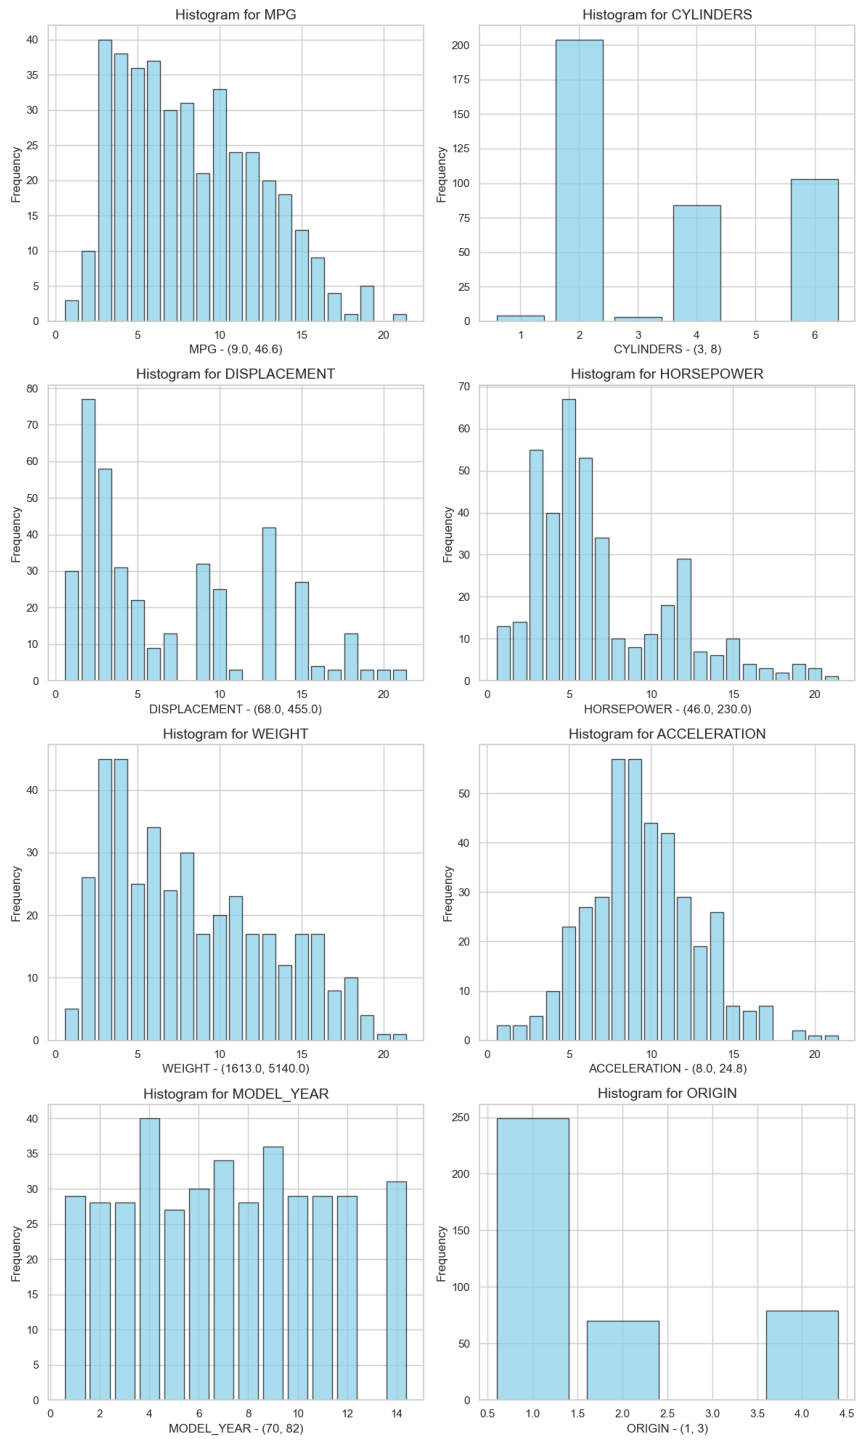 Histogram for MPG
Frequency
40
35
30
25
20
15
10
5
0
0 5 10 15 20
MPG - (9.0, 46.6)
Histogram for CYLINDERS
Frequency
200
175
150
125
100
75
50
25
0
1 2 3 4 5 6
CYLINDERS - (3, 8)
Histogram for DISPLACEMENT
Frequency
80
70
60
50
40
30
20
10
0
0 5 10 15 20
DISPLACEMENT - (68.0, 455.0)
Histogram for HORSEPOWER
Frequency
70
60
50
40
30
20
10
0
0 5 10 15 20
HORSEPOWER - (46.0, 230.0)
Histogram for WEIGHT
Frequency
40
30
20
10
0
0 5 10 15 20
WEIGHT - (1613.0, 5140.0)
Histogram for ACCELERATION
Frequency
50
40
30
20
10
0
0 5 10 15 20
ACCELERATION - (8.0, 24.8)
Histogram for MODEL_YEAR
Frequency
40
35
30
25
20
15
10
5
0
0 2 4 6 8 10 12 14
MODEL_YEAR - (70, 82)
Histogram for ORIGIN
Frequency
250
200
150
100
50
0
0.5 1.0 1.5 2.0 2.5 3.0 3.5 4.0 4.5
ORIGIN - (1, 3)